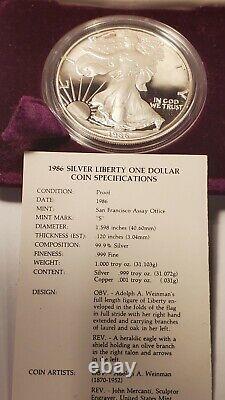 IN GOD
WE TRUST
1986
1986 SILVER LIBERTY ONE DOLLAR
COIN SPECIFICATIONS
CONDITION: Proof
DATE: 1986
MINT: San Francisco Assay Office
MINT MARK: "S"
DIAMETER: 1.598 inches (40.60mm)
THICKNESS (EST): .120 inches (3.04mm)
COMPOSITION: 99.9% Silver
FINENESS: .999 Fine
WEIGHT: 1.000 troy oz. (31.103g)
CONTENT: Silver .999 troy oz. (31.072g)
Copper .001 troy oz. (.031g)
DESIGN: OBV. - Adolph A. Weinman's
full length figure of Liberty en-
veloped in the folds of the flag
in full stride with her right hand
extended and carrying branches
of laurel and oak in her left.
REV. - A heraldic eagle with a
shield holding an olive branch
in the right talon and arrows
in the left.
COIN ARTISTS: - Adolph A. Weinman
(1870-1952)
REV. - John Mercanti, Sculptor
Engraver, United States Mint